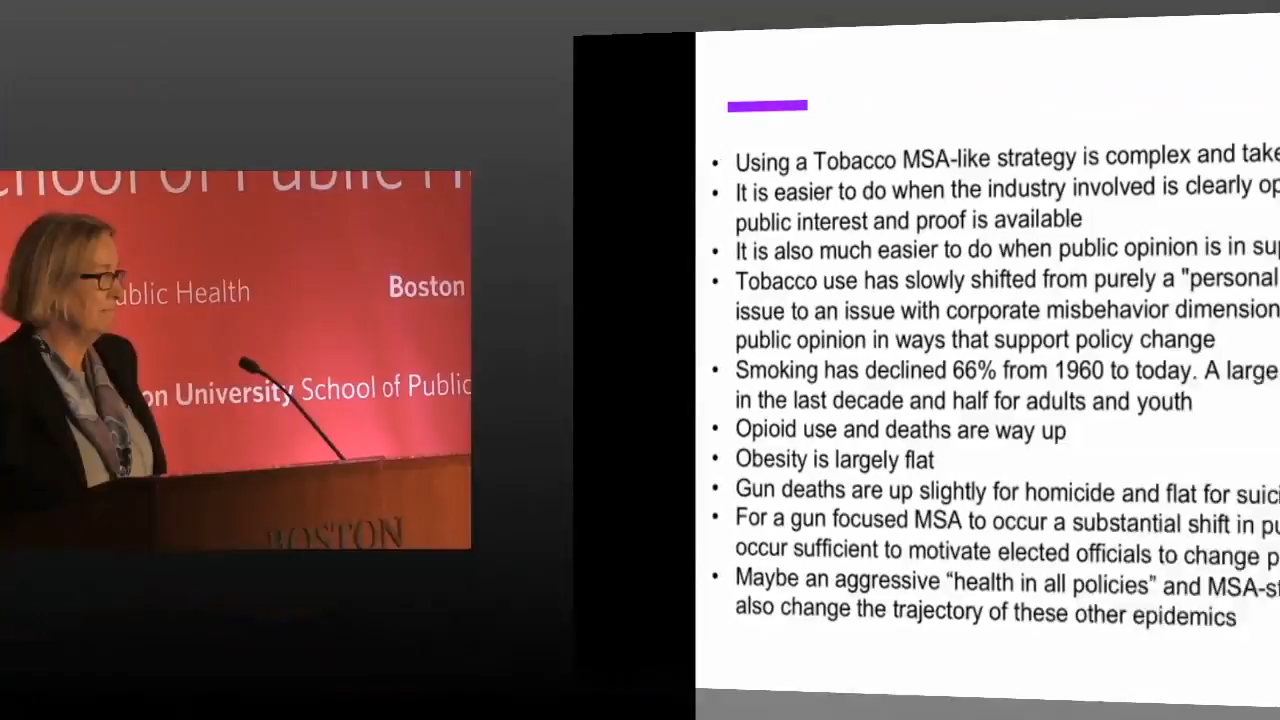 School of Public H
ublic Health
Boston
on University School of Public
BOSTON
• Using a Tobacco MSA-like strategy is complex and take
• It is easier to do when the industry involved is clearly op
public interest and proof is available
• It is also much easier to do when public opinion is in su
• Tobacco use has slowly shifted from purely a "personal
issue to an issue with corporate misbehavior dimension
public opinion in ways that support policy change
• Smoking has declined 66% from 1960 to today. A large
in the last decade and half for adults and youth
• Opioid use and deaths are way up
• Obesity is largely flat
• Gun deaths are up slightly for homicide and flat for suici
• For a gun focused MSA to occur a substantial shift in pu
occur sufficient to motivate elected officials to change p
• Maybe an aggressive “health in all policies” and MSA-st
also change the trajectory of these other epidemics